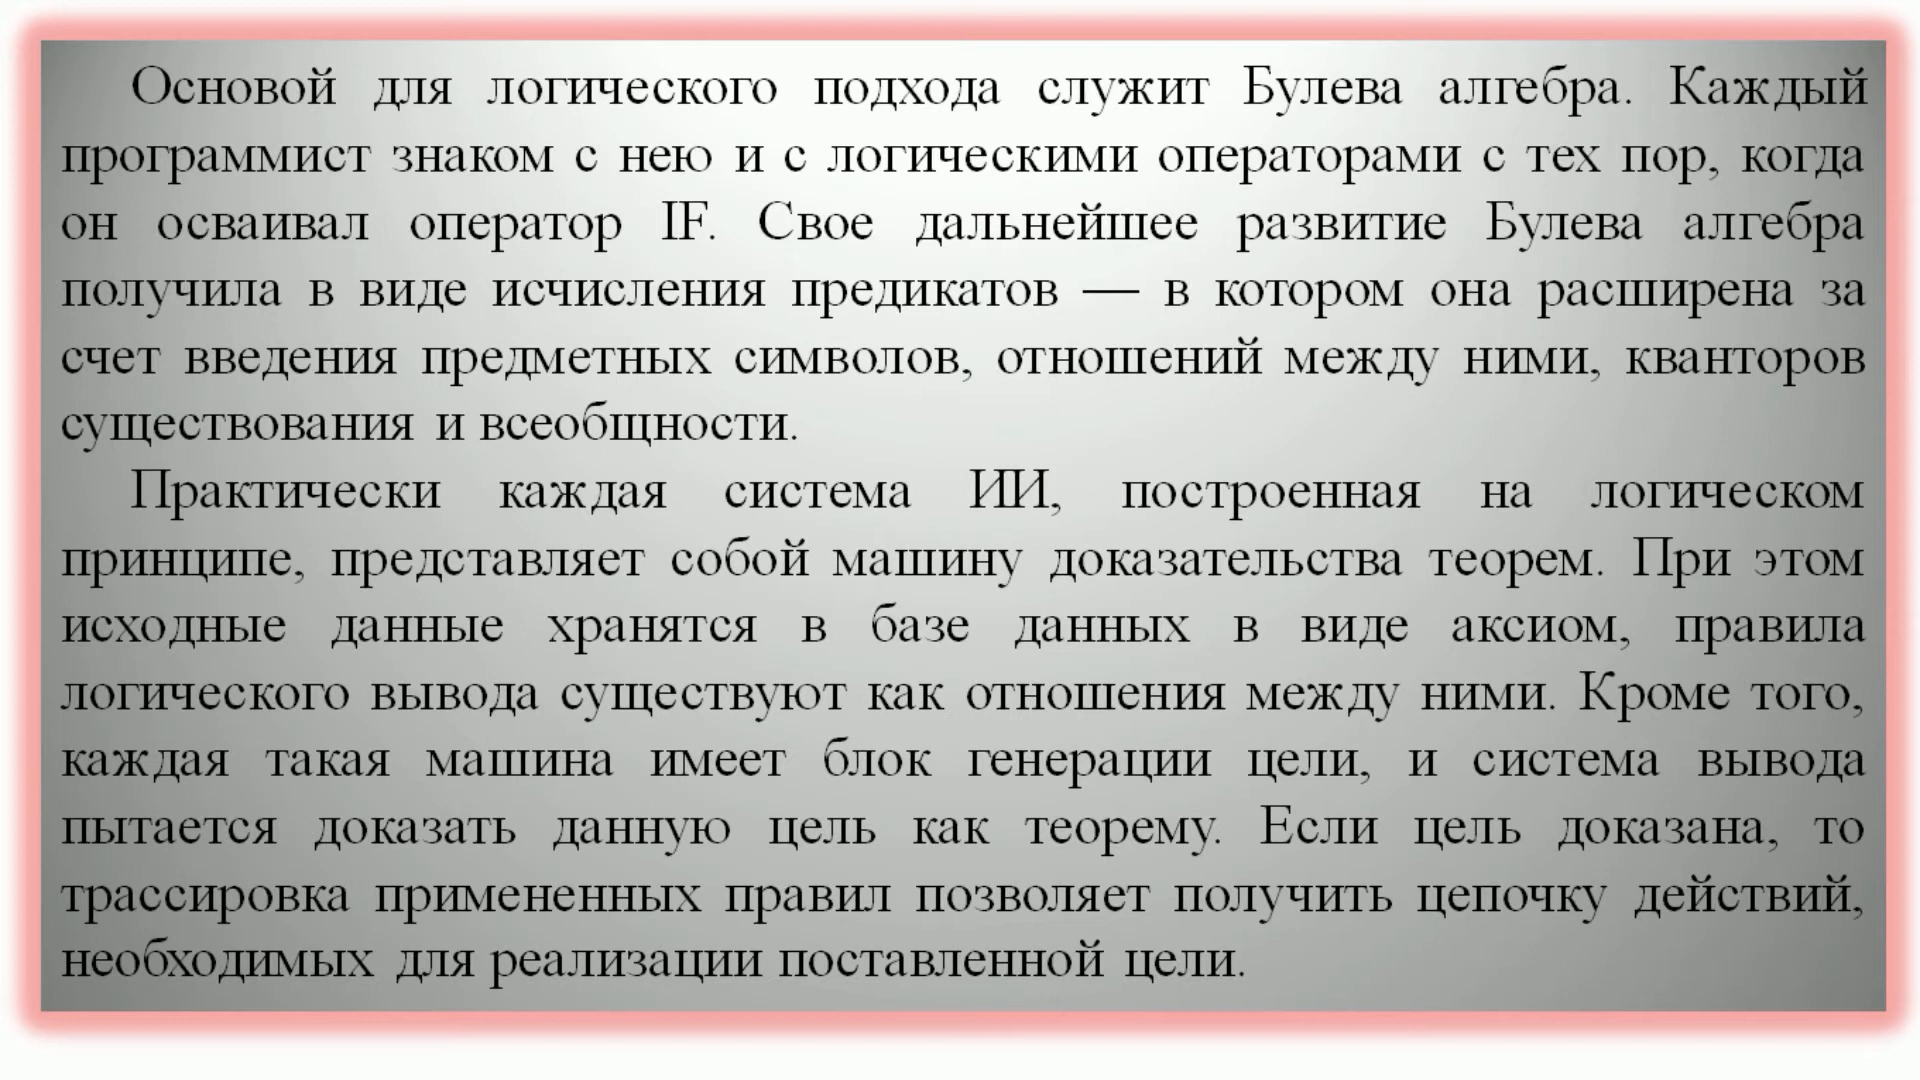 Основой для логического подхода служит Булева алгебра. Каждый
программист знаком с нею и с логическими операторами с тех пор, когда
он осваивал оператор IF. Свое дальнейшее развитие Булева алгебра
получила в виде исчисления предикатов — в котором она расширена за
счет введения предметных символов, отношений между ними, кванторов
существования и всеобщности.
Практически каждая система ИИ, построенная на логическом
принципе, представляет собой машину доказательства теорем. При этом
исходные данные хранятся в базе данных в виде аксиом, правила
логического вывода существуют как отношения между ними. Кроме того,
каждая такая машина имеет блок генерации цели, и система вывода
пытается доказать данную цель как теорему. Если цель доказана, то
трассировка примененных правил позволяет получить цепочку действий,
необходимых для реализации поставленной цели.